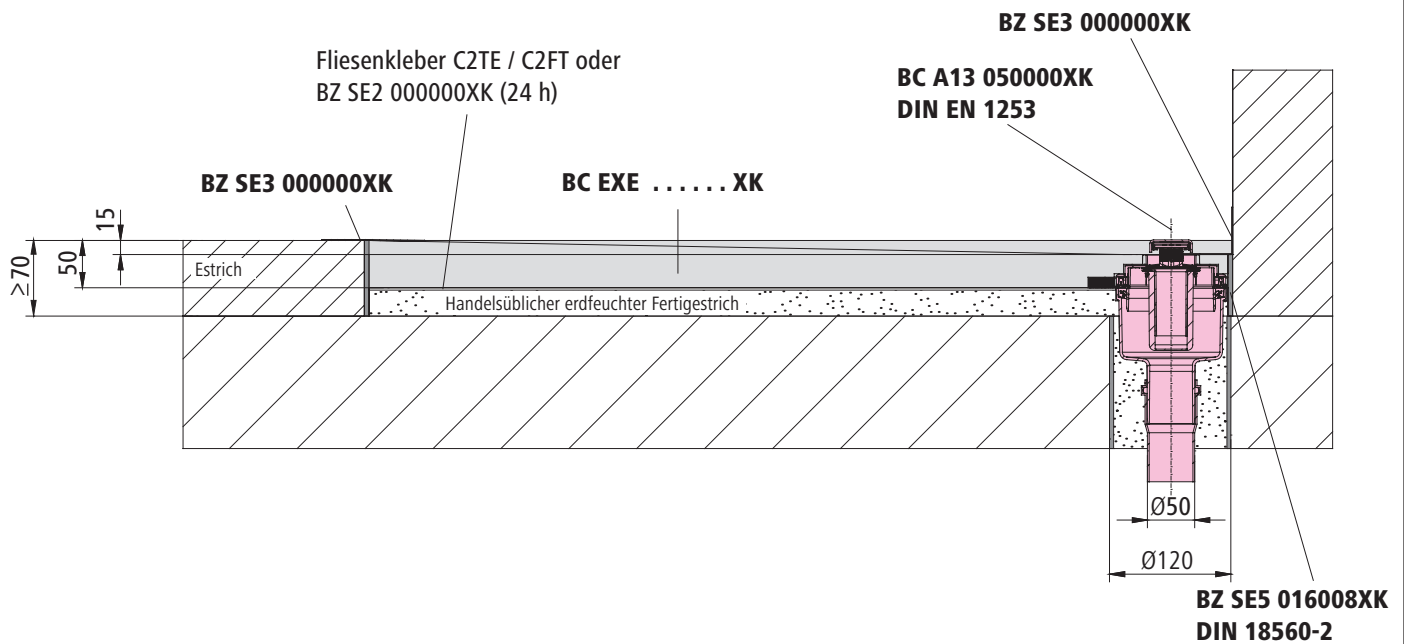 BZ SE3 000000XK
Fliesenkleber C2TE / C2FT oder
BZ SE2 000000XK (24 h)
BC A13 050000XK
DIN EN 1253
BZ SE3 000000XK
BC EXE . . . . . . XK
15
50
≥70
Estrich
Handelsüblicher erdfeuchter Fertigestrich
Ø50
Ø120
BZ SE5 016008XK
DIN 18560-2